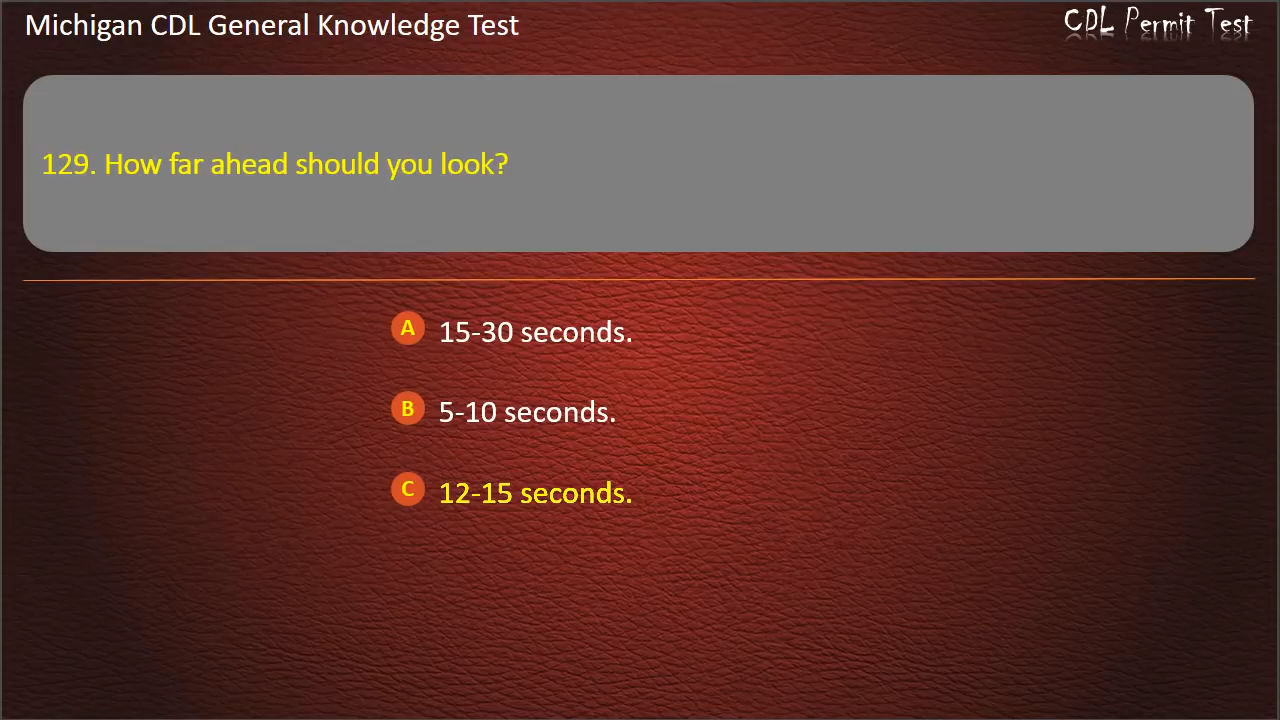 Michigan CDL General Knowledge Test
CDL Permit Test
129. How far ahead should you look?
A 15-30 seconds.
B 5-10 seconds.
C 12-15 seconds.